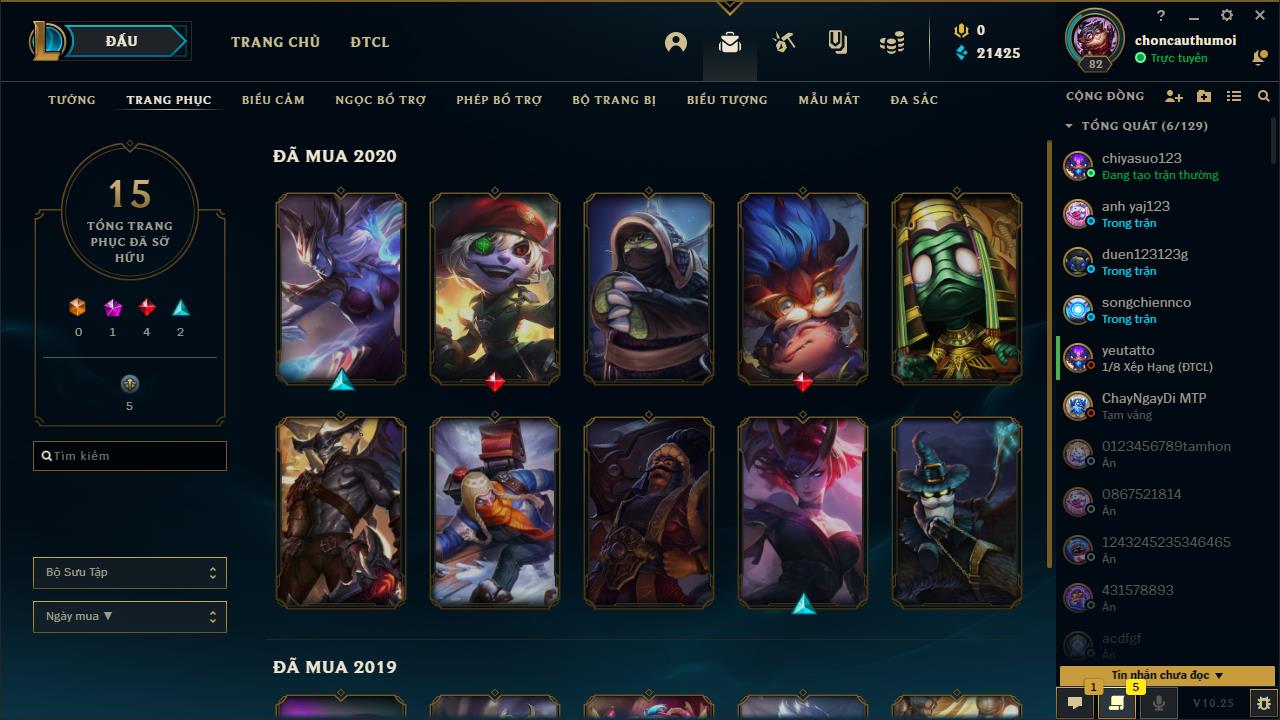 ĐẤU
TRANG CHỦ
ĐTCL
0
21425
?
choncauthumoi
Trực tuyến
82
TƯỚNG
TRANG PHỤC
BIỂU CẢM
NGỌC BỔ TRỢ
PHÉP BỔ TRỢ
BỘ TRANG BỊ
BIỂU TƯỢNG
MẪU MẮT
ĐA SẮC
CỘNG ĐỒNG
TỔNG QUÁT (6/129)
15
TỔNG TRANG
PHỤC ĐÃ SỞ
HỮU
0
1
4
2
5
Tìm kiếm
Bộ Sưu Tập
Ngày mua ▼
ĐÃ MUA 2020
ĐÃ MUA 2019
chiyasuo123
Đang tạo trận thường
anh yaj123
Trong trận
duen123123g
Trong trận
songchiennco
Trong trận
yeutatto
1/8 Xếp Hạng (ĐTCL)
ChayNgayDi MTP
Tạm vắng
0123456789tamhon
Ẩn
0867521814
Ẩn
1243245235346465
Ẩn
431578893
Ẩn
acdfgf
Ẩn
Tin nhắn chưa đọc ▼
1
5
V10.25